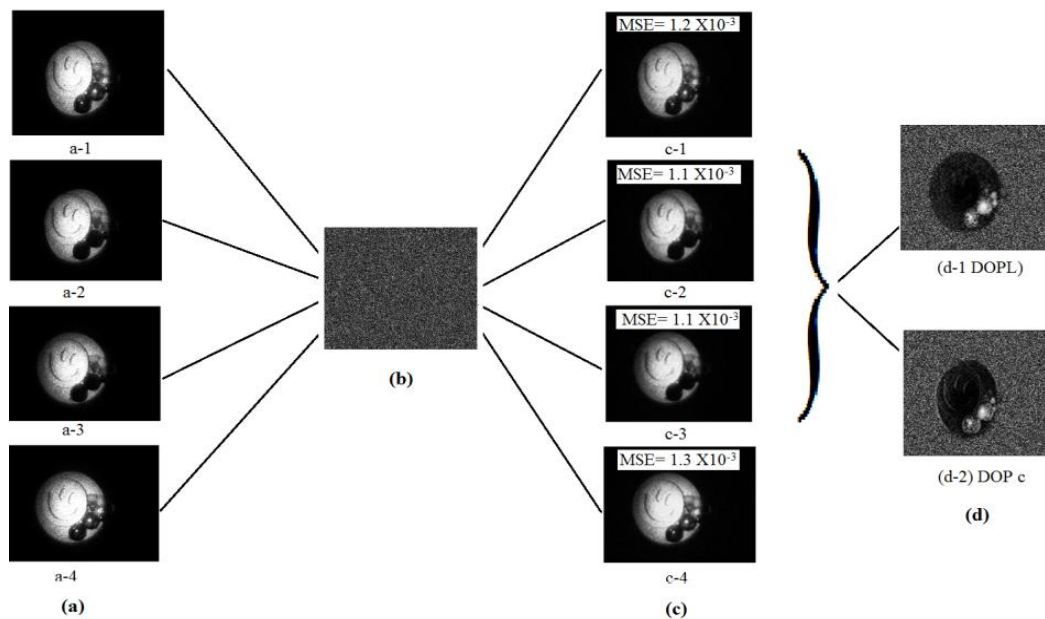 a-1
a-2
a-3
a-4
(a)
(b)
MSE= 1.2 X10⁻³
c-1
MSE= 1.1 X10⁻³
c-2
MSE= 1.1 X10⁻³
c-3
MSE= 1.3 X10⁻³
c-4
(c)
(d-1 DOPL)
(d-2) DOP c
(d)